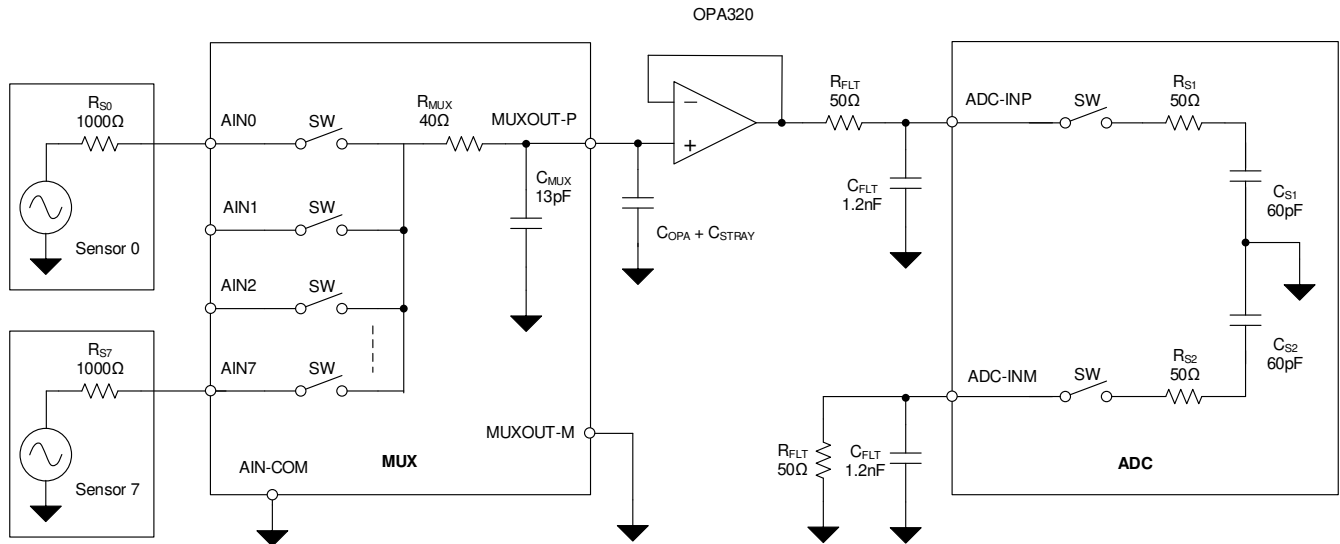 OPA320
RS0
1000Ω
Sensor 0
RS7
1000Ω
Sensor 7
AIN0
SW
RMUX
40Ω
MUXOUT-P
AIN1
SW
CMUX
13pF
AIN2
SW
AIN7
SW
MUXOUT-M
AIN-COM
MUX
COPA + CSTRAY
−
+
RFLT
50Ω
CFLT
1.2nF
RFLT
50Ω
CFLT
1.2nF
ADC-INP
SW
RS1
50Ω
CS1
60pF
CS2
60pF
ADC-INM
SW
RS2
50Ω
ADC